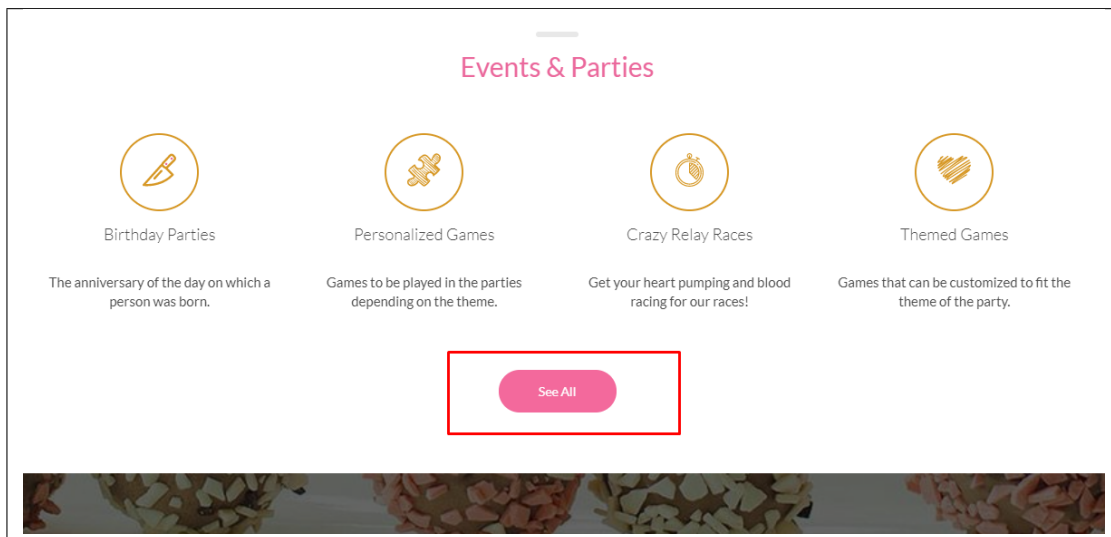 Events & Parties
Birthday Parties
Personalized Games
Crazy Relay Races
Themed Games
The anniversary of the day on which a
person was born.
Games to be played in the parties
depending on the theme.
Get your heart pumping and blood
racing for our races!
Games that can be customized to fit the
theme of the party.
See All